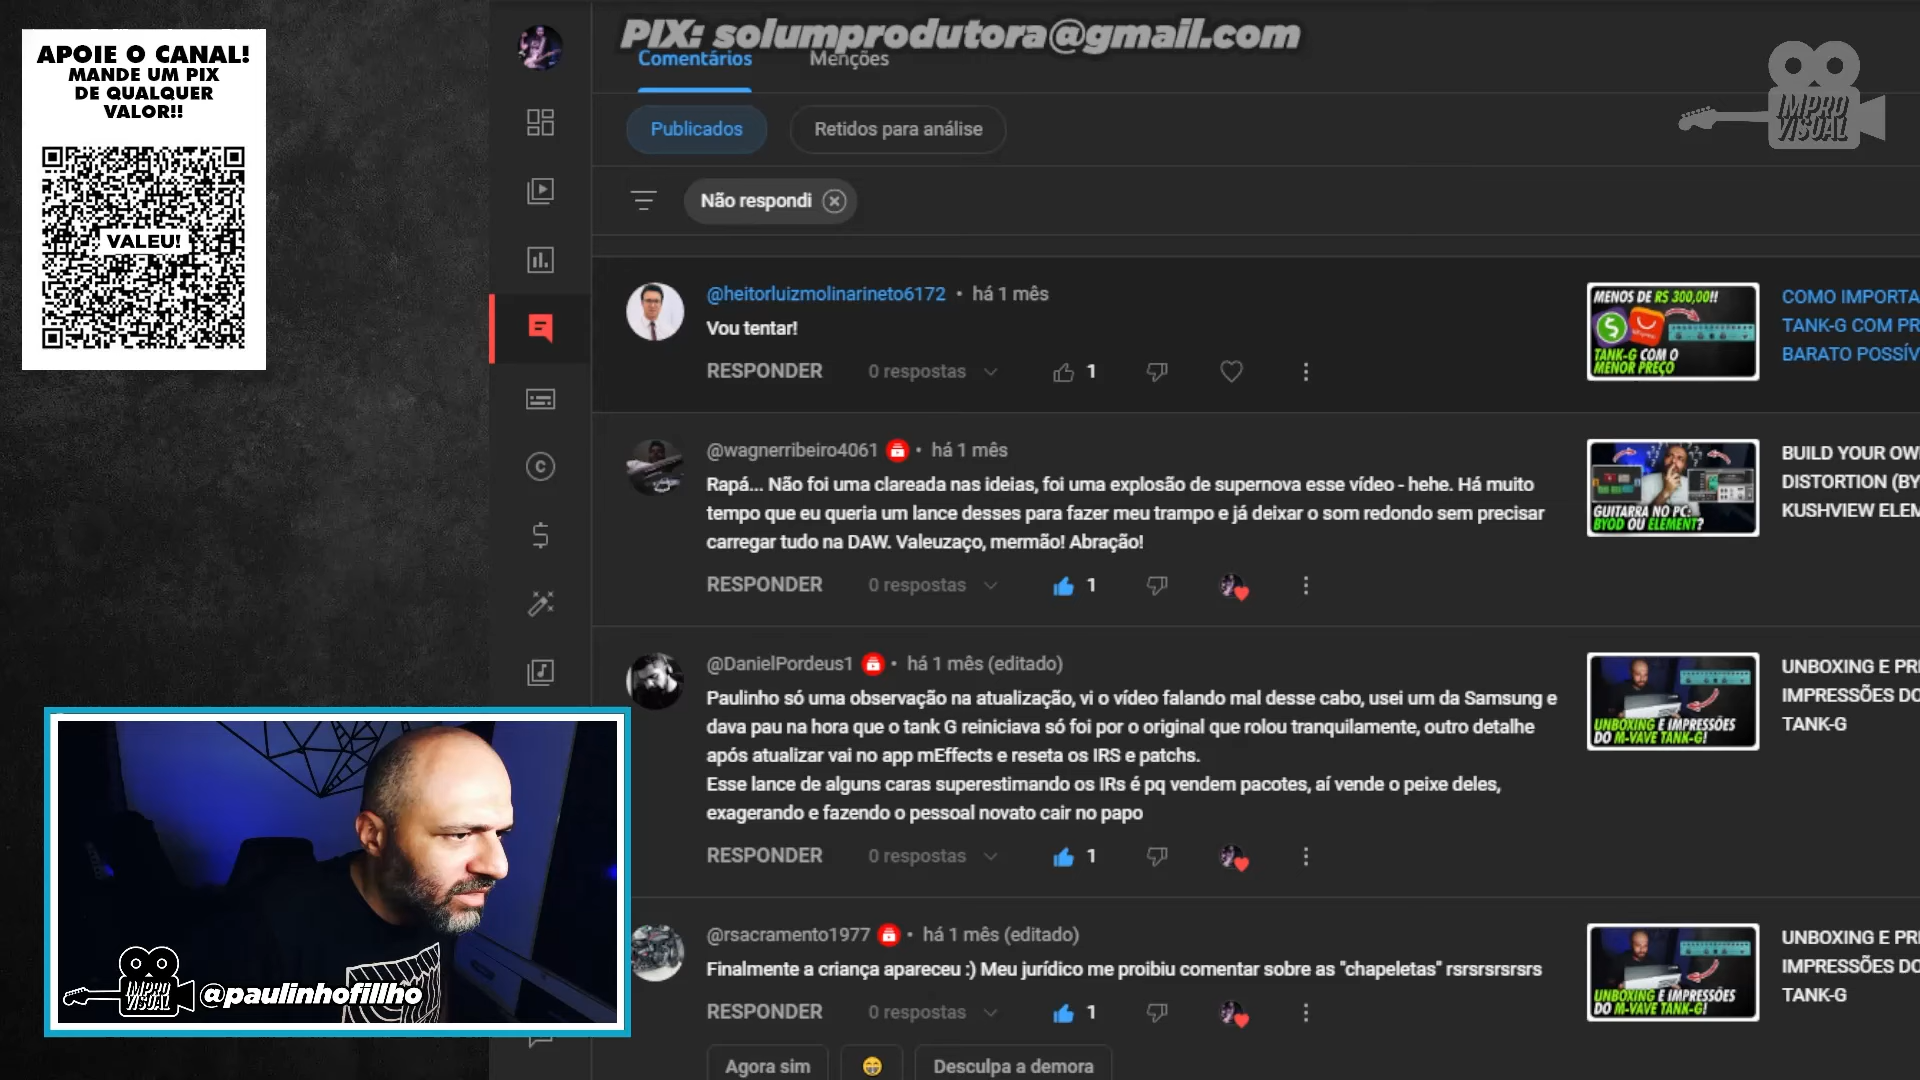 APOIE O CANAL!
MANDE UM PIX
DE QUALQUER
VALOR!!
VALEU!
PIX: solumprodutora@gmail.com
Comentários
Menções
IMPRO
VISUAL
Publicados
Retidos para análise
Não respondi
@heitorluizmolinarineto6172 • há 1 mês
Vou tentar!
RESPONDER 0 respostas 1
MENOS DE R$ 300,00!!
TANK-G COM O
MENOR PREÇO
COMO IMPORTA
TANK-G COM PR
BARATO POSSÍV
@wagnerribeiro4061 • há 1 mês
Rapá... Não foi uma clareada nas ideias, foi uma explosão de supernova esse vídeo - hehe. Há muito
tempo que eu queria um lance desses para fazer meu trampo e já deixar o som redondo sem precisar
carregar tudo na DAW. Valeuzaço, mermão! Abração!
RESPONDER 0 respostas 1
GUITARRA NO PC:
BYOD OU ELEMENT?
BUILD YOUR OW
DISTORTION (BY
KUSHVIEW ELEM
@DanielPordeus1 • há 1 mês (editado)
Paulinho só uma observação na atualização, vi o vídeo falando mal desse cabo, usei um da Samsung e
dava pau na hora que o tank G reiniciava só foi por o original que rolou tranquilamente, outro detalhe
após atualizar vai no app mEffects e reseta os IRS e patchs.
Esse lance de alguns caras superestimando os IRs é pq vendem pacotes, aí vende o peixe deles,
exagerando e fazendo o pessoal novato cair no papo
RESPONDER 0 respostas 1
UNBOXING E IMPRESSÕES
DO M-VAVE TANK-G!
UNBOXING E PRI
IMPRESSÕES DO
TANK-G
@rsacramento1977 • há 1 mês (editado)
Finalmente a criança apareceu :) Meu jurídico me proibiu comentar sobre as "chapeletas" rsrsrsrsrsrs
RESPONDER 0 respostas 1
Agora sim
Desculpa a demora
UNBOXING E IMPRESSÕES
DO M-VAVE TANK-G!
UNBOXING E PRI
IMPRESSÕES DO
TANK-G
IMPRO
VISUAL
@paulinhofillho